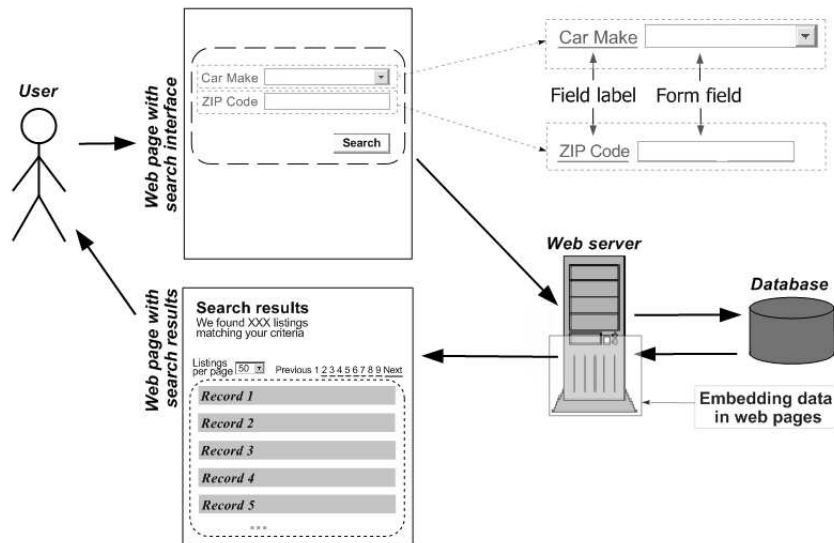 User
Web page with
search interface
Car Make
ZIP Code
Search
Car Make
Field label
Form field
ZIP Code
Web server
Database
Embedding data
in web pages
Web page with
search results
Search results
We found XXX listings
matching your criteria
Listings
per page
50
Previous 1 2 3 4 5 6 7 8 9 Next
Record 1
Record 2
Record 3
Record 4
Record 5